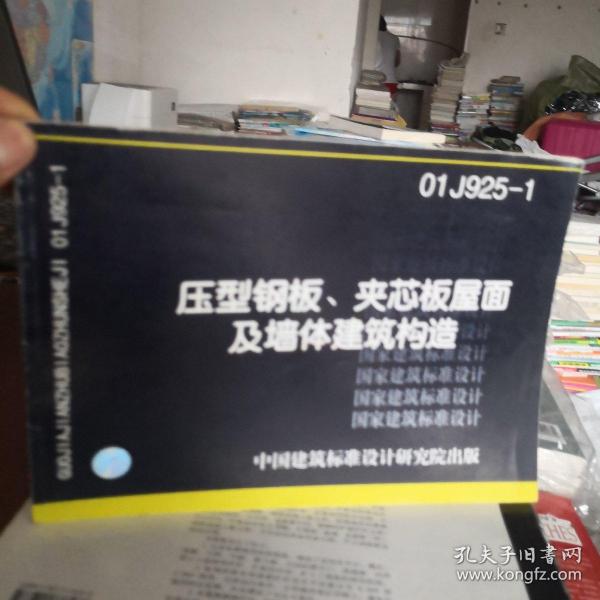 01J925-1
压型钢板、夹芯板屋面
及墙体建筑构造
国家建筑标准设计
国家建筑标准设计
国家建筑标准设计
国家建筑标准设计
中国建筑标准设计研究院出版
GUOJIAJIANZHUBIAOZHUNSHEJI 01J925-1
孔夫子旧书网
www.kongfz.com